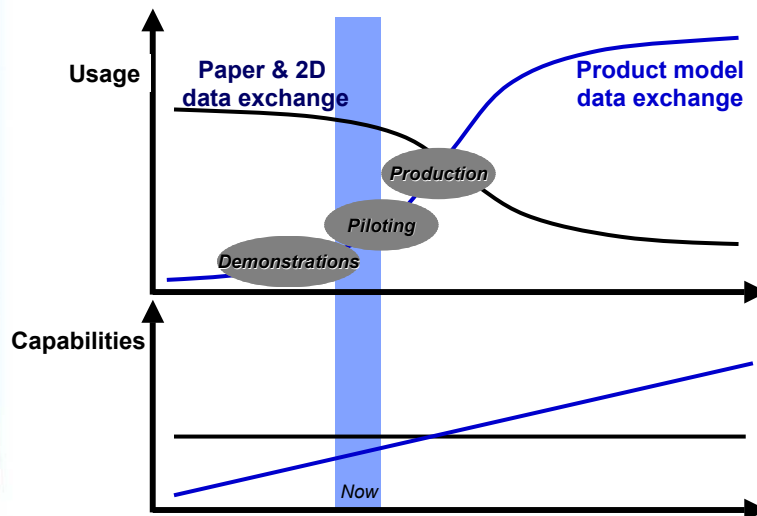 Usage
Paper & 2D
data exchange
Product model
data exchange
Production
Piloting
Demonstrations
Capabilities
Now